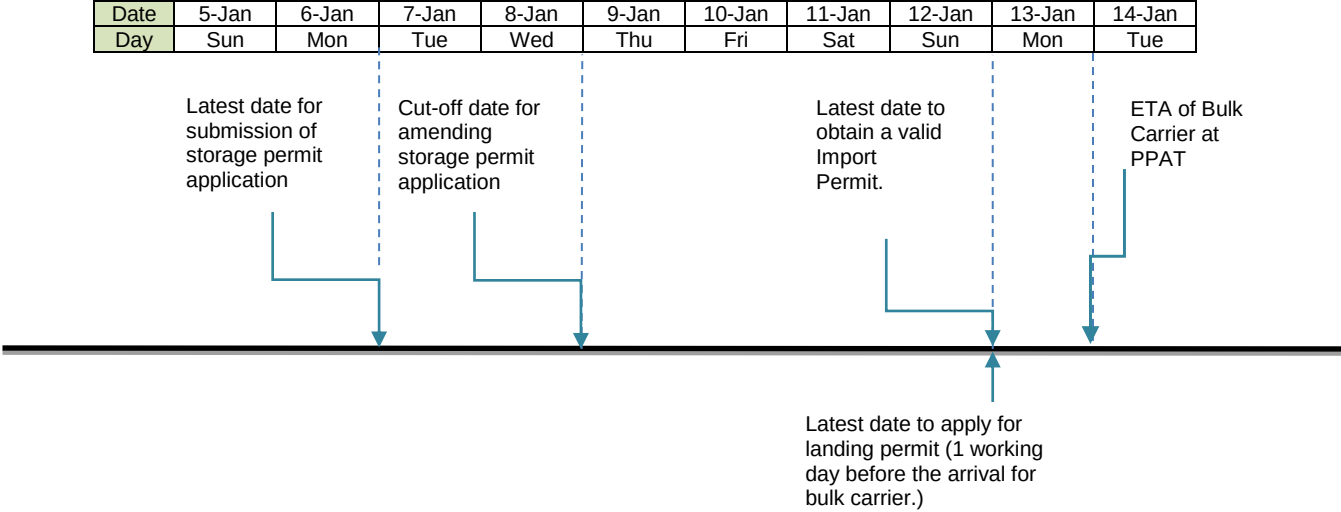 Date 5-Jan 6-Jan 7-Jan 8-Jan 9-Jan 10-Jan 11-Jan 12-Jan 13-Jan 14-Jan
Day Sun Mon Tue Wed Thu Fri Sat Sun Mon Tue
Latest date for
submission of
storage permit
application
Cut-off date for
amending
storage permit
application
Latest date to
obtain a valid
Import
Permit.
ETA of Bulk
Carrier at
PPAT
Latest date to apply for
landing permit (1 working
day before the arrival for
bulk carrier.)